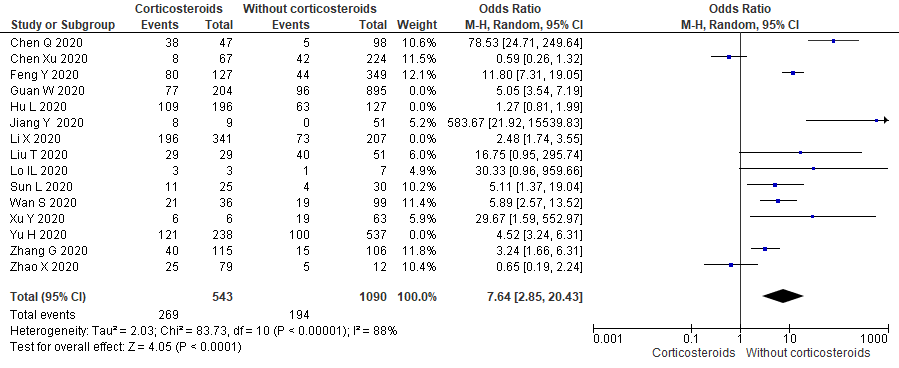 Corticosteroids Without corticosteroids Odds Ratio Odds Ratio
Study or Subgroup Events Total Events Total Weight M-H, Random, 95% CI M-H, Random, 95% CI
Chen Q 2020 38 47 5 98 10.6% 78.53 [24.71, 249.64]
Chen Xu 2020 8 67 42 224 11.5% 0.59 [0.26, 1.32]
Feng Y 2020 80 127 44 349 12.1% 11.80 [7.31, 19.05]
Guan W 2020 77 204 96 895 0.0% 5.05 [3.54, 7.19]
Hu L 2020 109 196 63 127 0.0% 1.27 [0.81, 1.99]
Jiang Y 2020 8 9 0 51 5.2% 583.67 [21.92, 15539.83]
Li X 2020 196 341 73 207 0.0% 2.48 [1.74, 3.55]
Liu T 2020 29 29 40 51 6.0% 16.75 [0.95, 295.74]
Lo IL 2020 3 3 1 7 4.9% 30.33 [0.96, 959.66]
Sun L 2020 11 25 4 30 10.2% 5.11 [1.37, 19.04]
Wan S 2020 21 36 19 99 11.4% 5.89 [2.57, 13.52]
Xu Y 2020 6 6 19 63 5.9% 29.67 [1.59, 552.97]
Yu H 2020 121 238 100 537 0.0% 4.52 [3.24, 6.31]
Zhang G 2020 40 115 15 106 11.8% 3.24 [1.66, 6.31]
Zhao X 2020 25 79 5 12 10.4% 0.65 [0.19, 2.24]
Total (95% CI) 543 1090 100.0% 7.64 [2.85, 20.43]
Total events 269 194
Heterogeneity: Tau² = 2.03; Chi² = 83.73, df = 10 (P < 0.00001); I² = 88%
Test for overall effect: Z = 4.05 (P < 0.0001)
0.001 0.1 1 10 1000
Corticosteroids Without corticosteroids